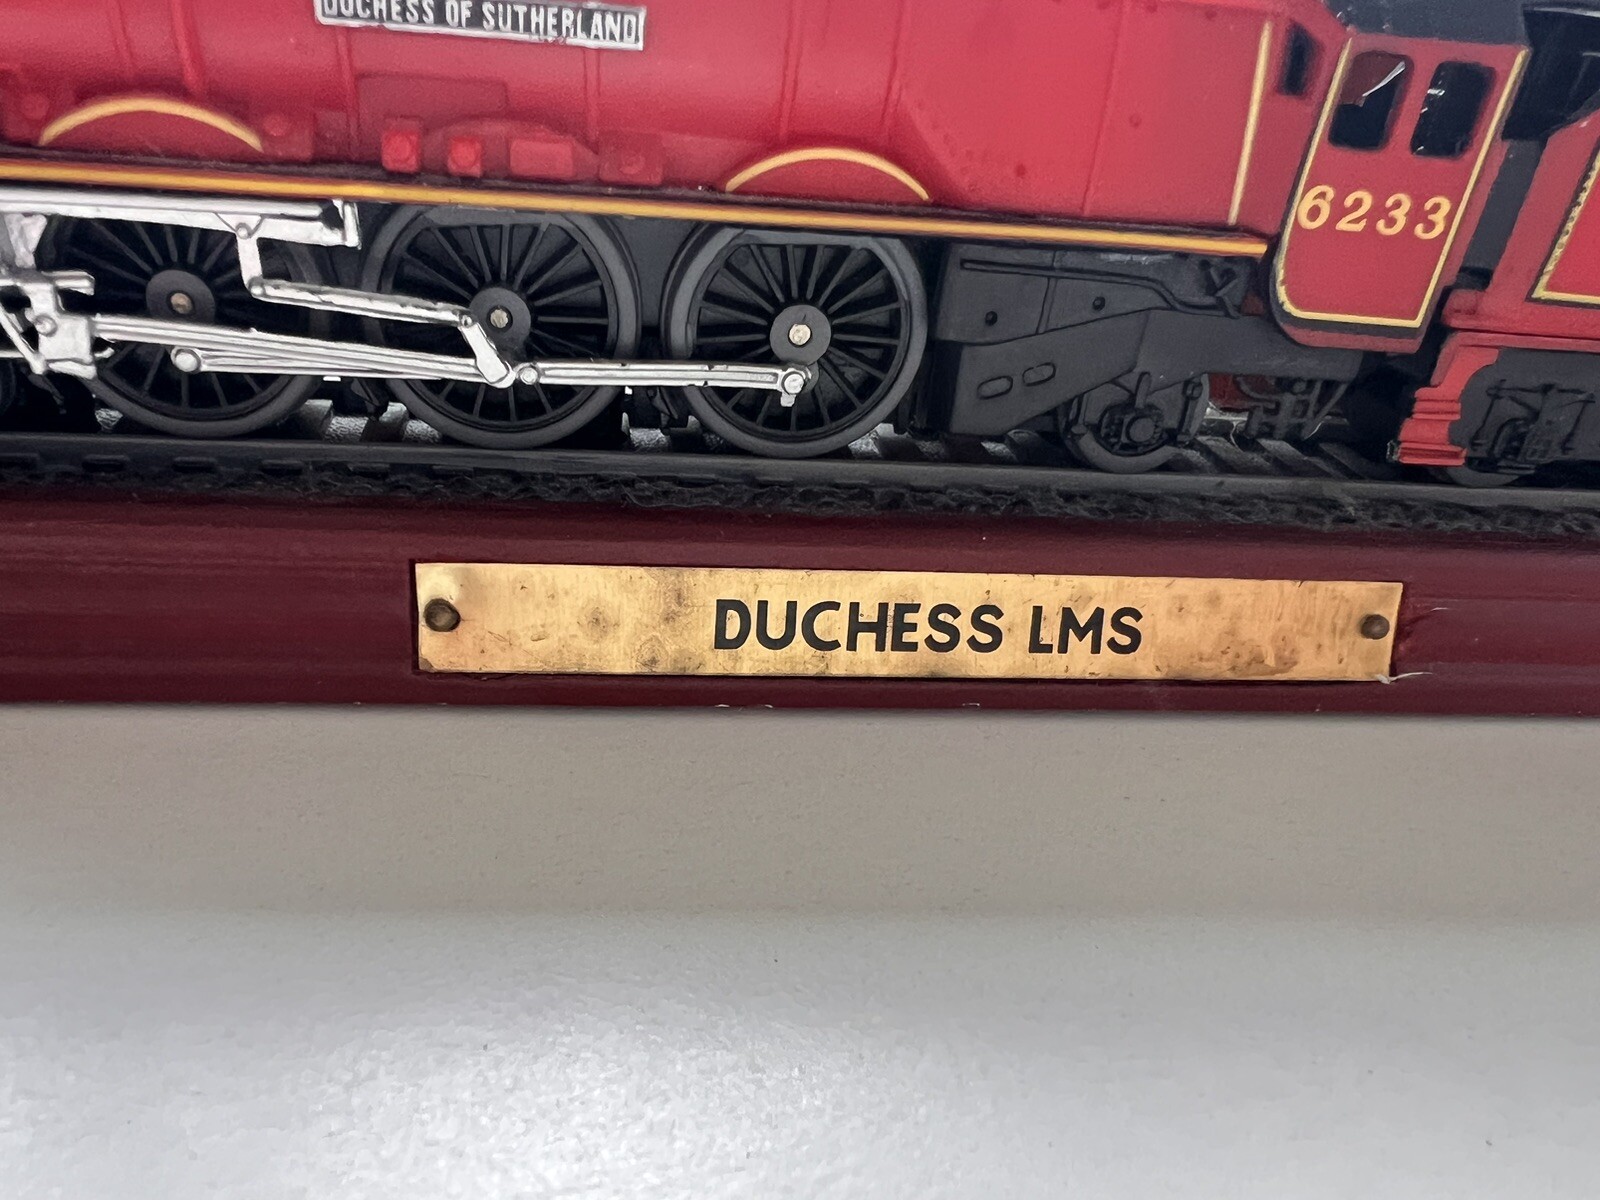 DUCHESS OF SUTHERLAND
6233
DUCHESS LMS